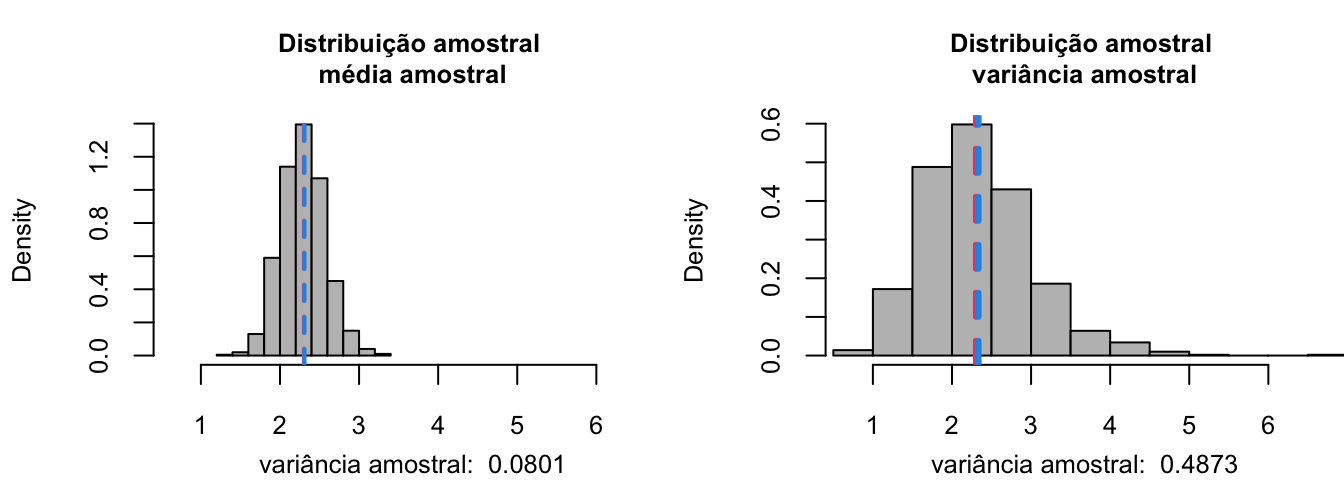 Distribuição amostral
média amostral
Density
0.0 0.4 0.8 1.2
1 2 3 4 5 6
variância amostral: 0.0801
Distribuição amostral
variância amostral
Density
0.0 0.2 0.4 0.6
1 2 3 4 5 6
variância amostral: 0.4873